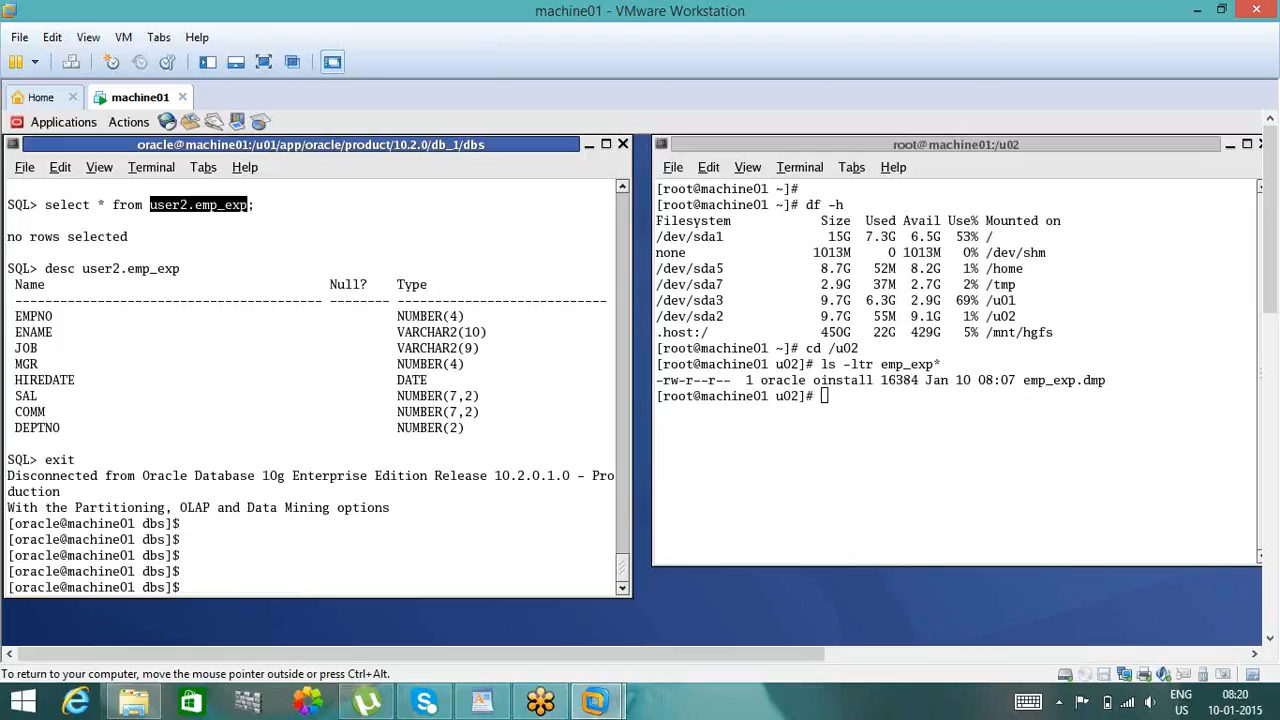 machine01 - VMware Workstation
File Edit View VM Tabs Help
Home machine01
Applications Actions
oracle@machine01:/u01/app/oracle/product/10.2.0/db_1/dbs
File Edit View Terminal Tabs Help
SQL> select * from user2.emp_exp;
no rows selected
SQL> desc user2.emp_exp
Name Null? Type
----------------------------------------- -------- ----------------------------
EMPNO NUMBER(4)
ENAME VARCHAR2(10)
JOB VARCHAR2(9)
MGR NUMBER(4)
HIREDATE DATE
SAL NUMBER(7,2)
COMM NUMBER(7,2)
DEPTNO NUMBER(2)
SQL> exit
Disconnected from Oracle Database 10g Enterprise Edition Release 10.2.0.1.0 - Pro
duction
With the Partitioning, OLAP and Data Mining options
[oracle@machine01 dbs]$
[oracle@machine01 dbs]$
[oracle@machine01 dbs]$
[oracle@machine01 dbs]$
[oracle@machine01 dbs]$
root@machine01:/u02
File Edit View Terminal Tabs Help
[root@machine01 ~]#
[root@machine01 ~]# df -h
Filesystem Size Used Avail Use% Mounted on
/dev/sda1 15G 7.3G 6.5G 53% /
none 1013M 0 1013M 0% /dev/shm
/dev/sda5 8.7G 52M 8.2G 1% /home
/dev/sda7 2.9G 37M 2.7G 2% /tmp
/dev/sda3 9.7G 6.3G 2.9G 69% /u01
/dev/sda2 9.7G 55M 9.1G 1% /u02
.host:/ 450G 22G 429G 5% /mnt/hgfs
[root@machine01 ~]# cd /u02
[root@machine01 u02]# ls -ltr emp_exp*
-rw-r--r-- 1 oracle oinstall 16384 Jan 10 08:07 emp_exp.dmp
[root@machine01 u02]#
To return to your computer, move the mouse pointer outside or press Ctrl+Alt.
ENG 08:20
US 10-01-2015